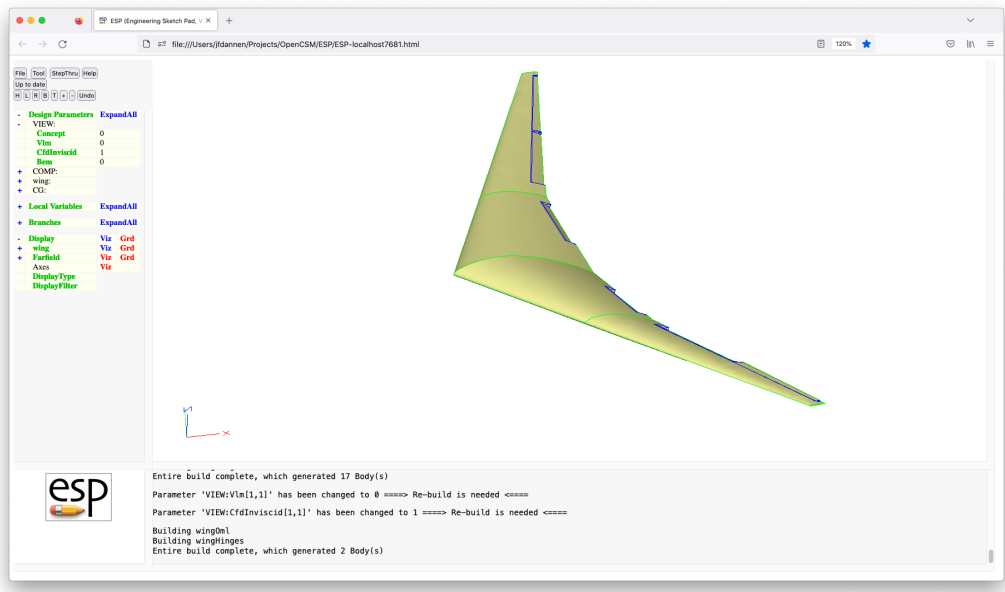 ESP (Engineering Sketch Pad, V
file:///Users/jfdannen/Projects/OpenCSM/ESP/ESP-localhost7681.html
120%
File Tool StepThru Help
Up to date
H L R B T + - Undo
- Design Parameters ExpandAll
- VIEW:
Concept 0
Vlm 0
CfdInviscid 1
Bem 0
+ COMP:
+ wing:
+ CG:
+ Local Variables ExpandAll
+ Branches ExpandAll
- Display Viz Grd
+ wing Viz Grd
+ Farfield Viz Grd
Axes Viz
DisplayType
DisplayFilter
X
esp
Entire build complete, which generated 17 Body(s)
Parameter 'VIEW:Vlm[1,1]' has been changed to 0 ====> Re-build is needed <====
Parameter 'VIEW:CfdInviscid[1,1]' has been changed to 1 ====> Re-build is needed <====
Building wingOml
Building wingHinges
Entire build complete, which generated 2 Body(s)